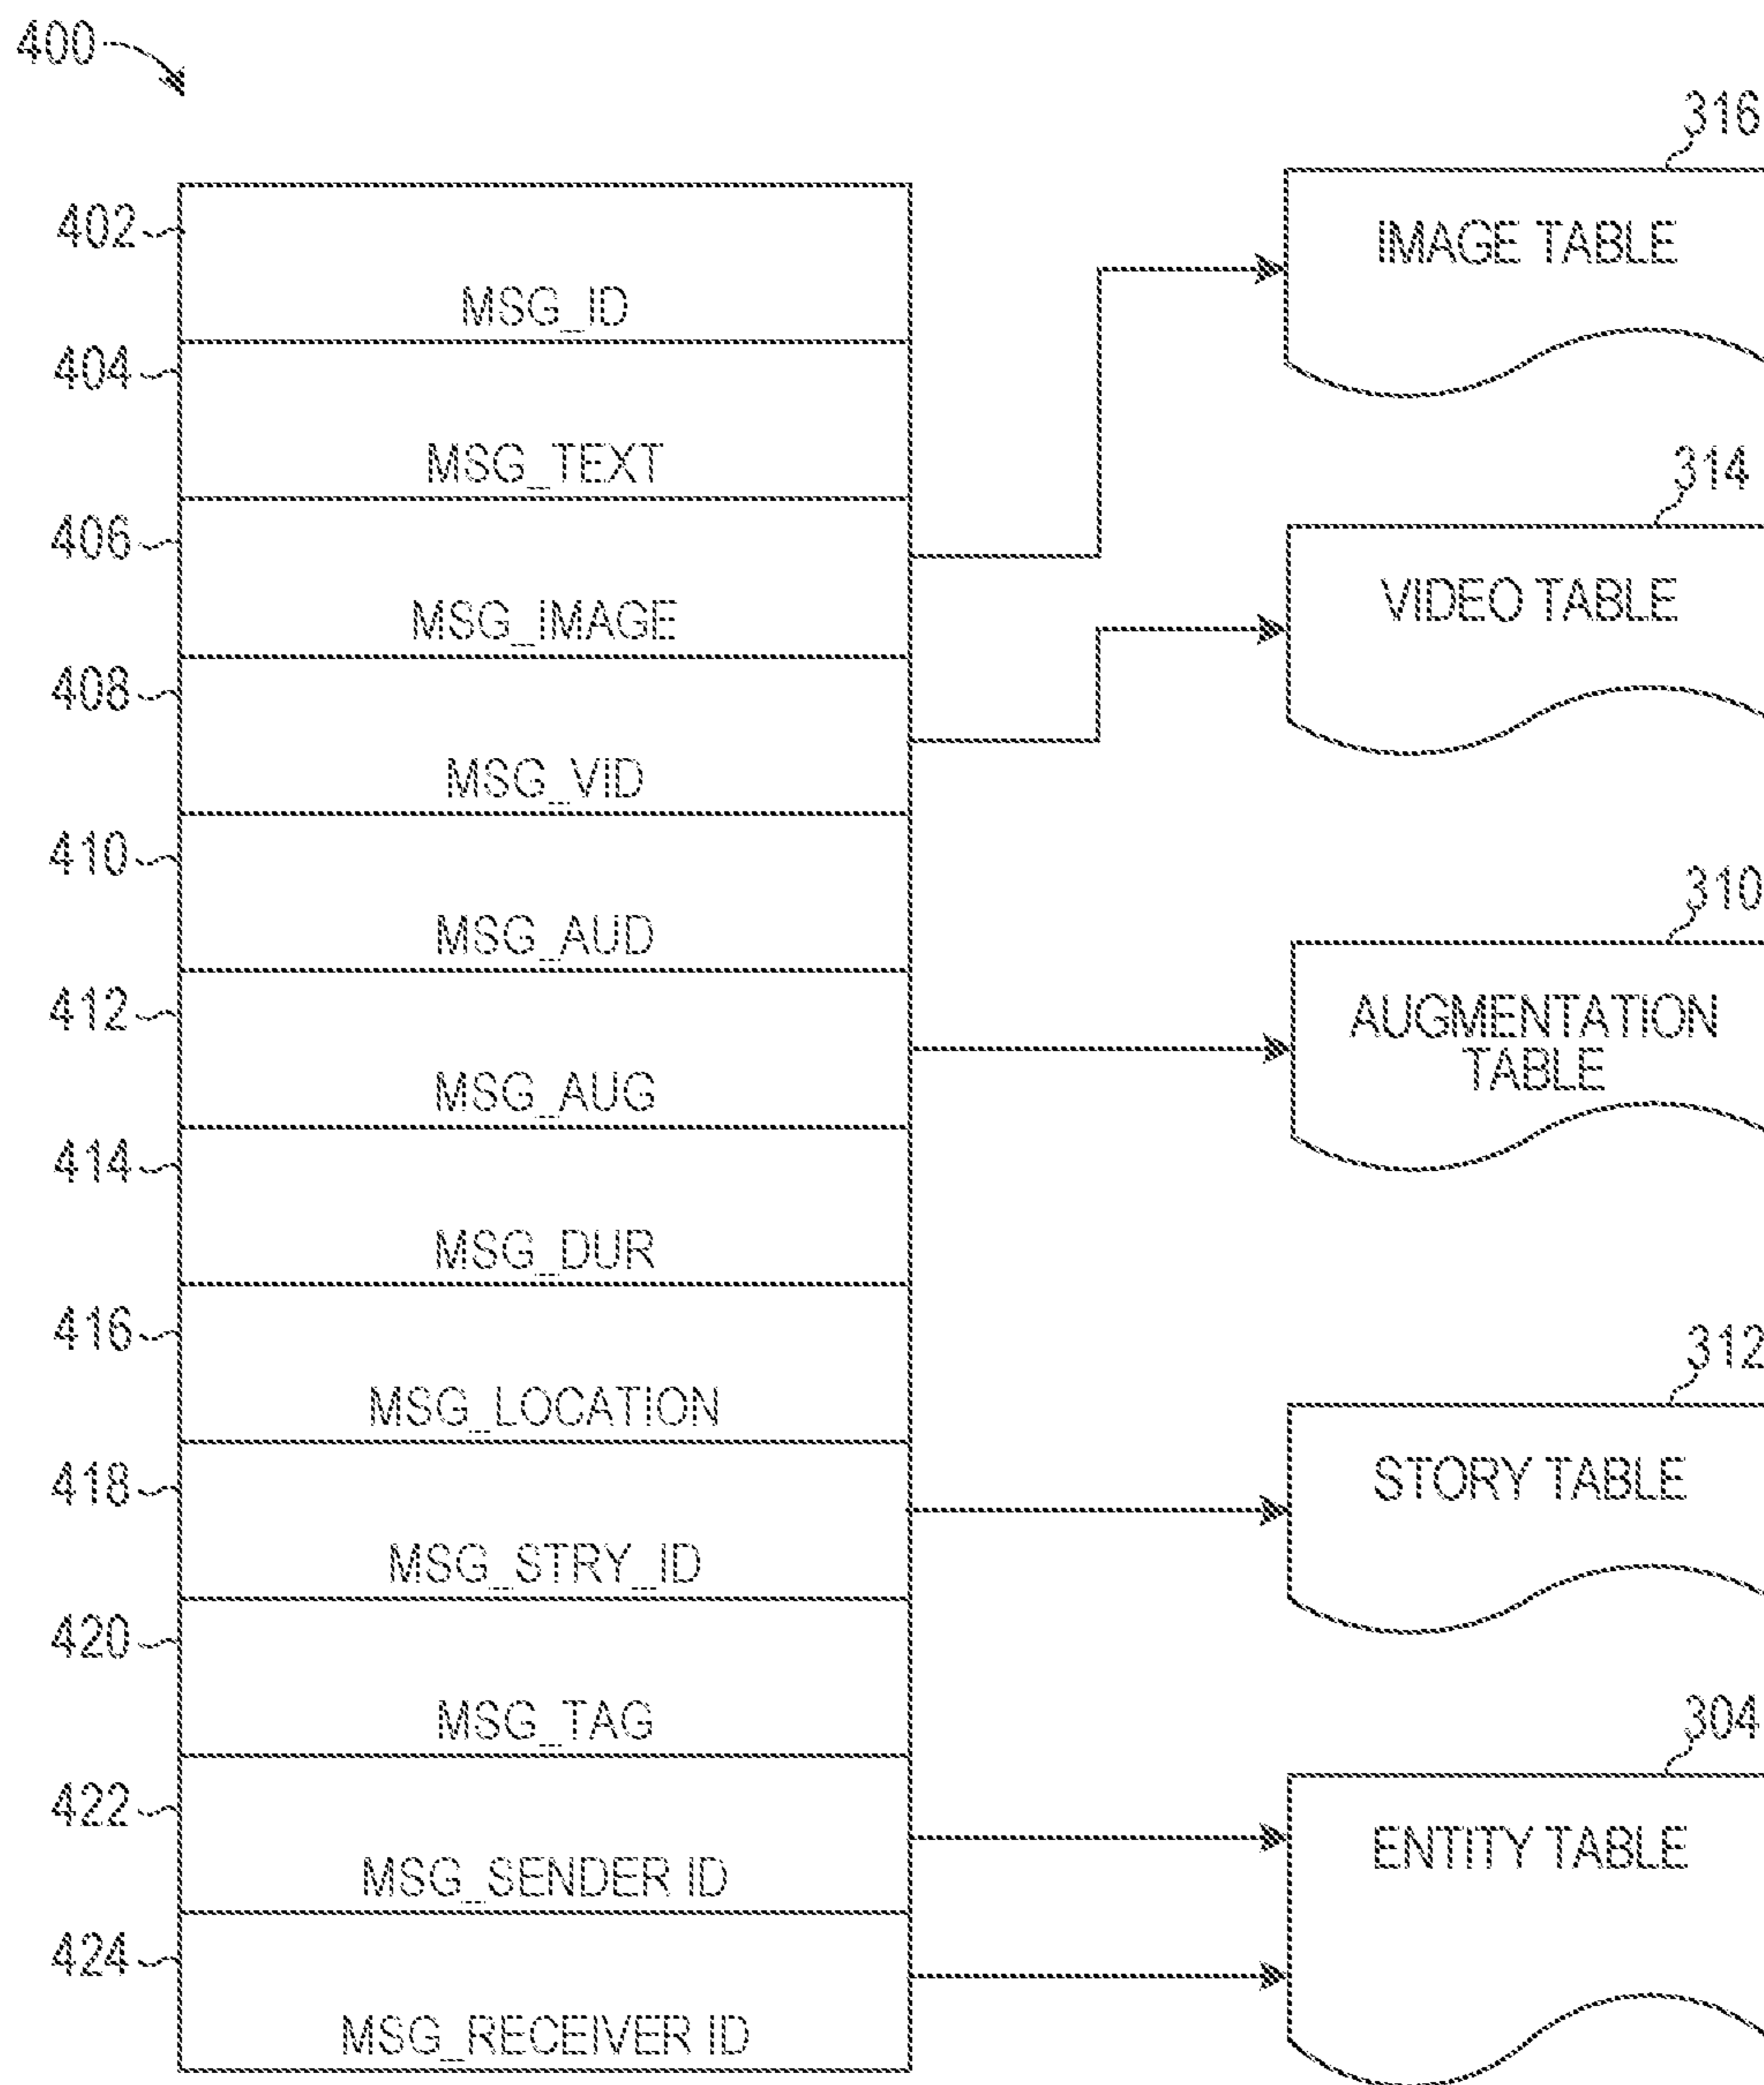 400
402
MSG_ID
404
MSG_TEXT
406
MSG_IMAGE
408
MSG_VID
410
MSG_AUD
412
MSG_AUG
414
MSG_DUR
416
MSG_LOCATION
418
MSG_STRY_ID
420
MSG_TAG
422
MSG_SENDER ID
424
MSG_RECEIVER ID
316
IMAGE TABLE
314
VIDEO TABLE
310
AUGMENTATION
TABLE
312
STORY TABLE
304
ENTITY TABLE